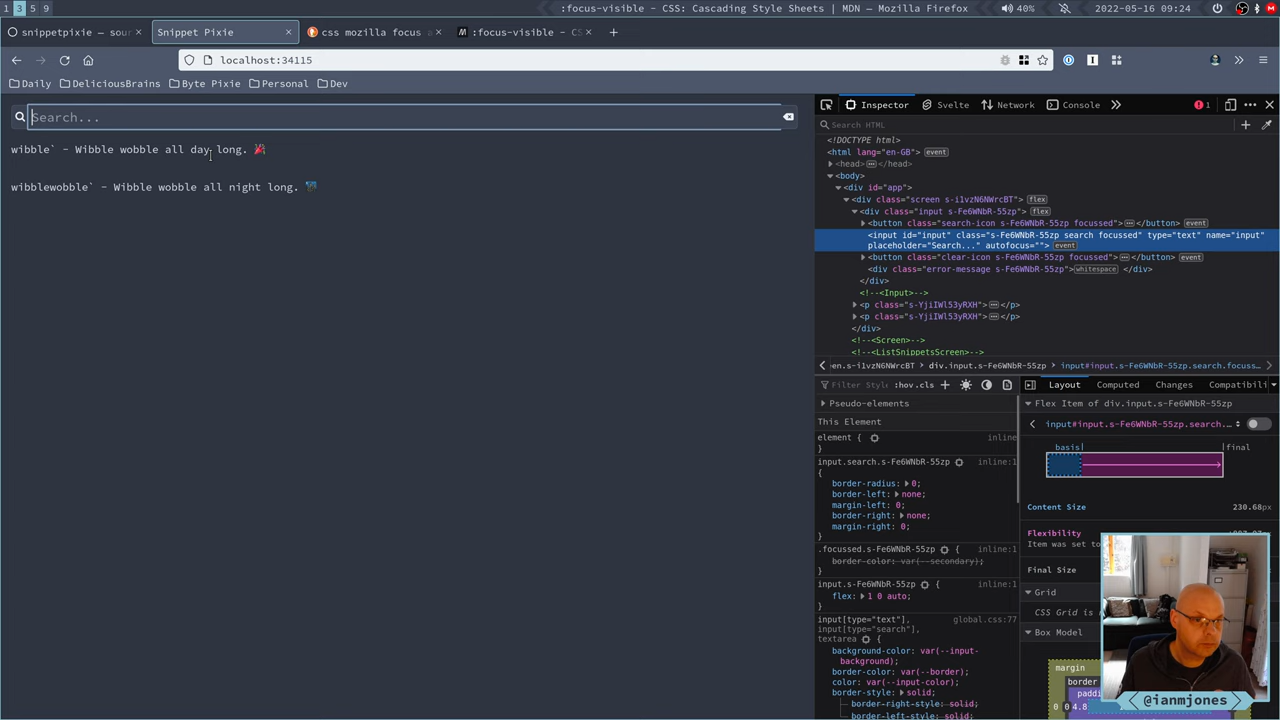 1 3 5 9
:focus-visible - CSS: Cascading Style Sheets | MDN — Mozilla Firefox
40%
2022-05-16 09:24
snippetpixie — sour
Snippet Pixie
css mozilla focus
:focus-visible - CS
localhost:34115
Daily DeliciousBrains Byte Pixie Personal Dev
Search...
wibble` - Wibble wobble all day long.
wibblewobble` - Wibble wobble all night long.
Inspector Svelte Network Console 1
Search HTML
<!DOCTYPE html>
<html lang="en-GB"> event
<head> </head>
<body>
<div id="app">
<div class="screen s-i1vzN6NWrcBT"> flex
<div class="input s-Fe6WNbR-55zp"> flex
<button class="search-icon s-Fe6WNbR-55zp focussed"> </button> event
<input id="input" class="s-Fe6WNbR-55zp search focussed" type="text" name="input"
placeholder="Search..." autofocus=""> event
<button class="clear-icon s-Fe6WNbR-55zp focussed"> </button> event
<div class="error-message s-Fe6WNbR-55zp"> whitespace </div>
</div>
<!--<Input>-->
<p class="s-YjiIWl53yRXH"> </p>
<p class="s-YjiIWl53yRXH"> </p>
</div>
<!--<Screen>-->
<!--<ListSnippetsScreen>-->
een.s-i1vzN6NWrcBT div.input.s-Fe6WNbR-55zp input#input.s-Fe6WNbR-55zp.search.focuss...
Filter Style :hov .cls
Layout Computed Changes Compatibili
Pseudo-elements
This Element
element { inline
}
input.search.s-Fe6WNbR-55zp inline:1
{
border-radius: 0;
border-left: none;
margin-left: 0;
border-right: none;
margin-right: 0;
}
.focussed.s-Fe6WNbR-55zp { inline:1
border-color: var(--secondary);
}
input.s-Fe6WNbR-55zp { inline:1
flex: 1 0 auto;
}
input[type="text"], global.css:77
input[type="search"],
textarea {
background-color: var(--input-
background);
border-color: var(--border);
color: var(--input-color);
border-style: solid;
border-right-style: solid;
border-left-style: solid;
Flex Item of div.input.s-Fe6WNbR-55zp
input#input.s-Fe6WNbR-55zp.search...
basis final
Content Size 230.68px
Flexibility
Item was set to
Final Size
Grid
CSS Grid is
Box Model
margin
border
paddi
0 0 4.8
@ianmjones